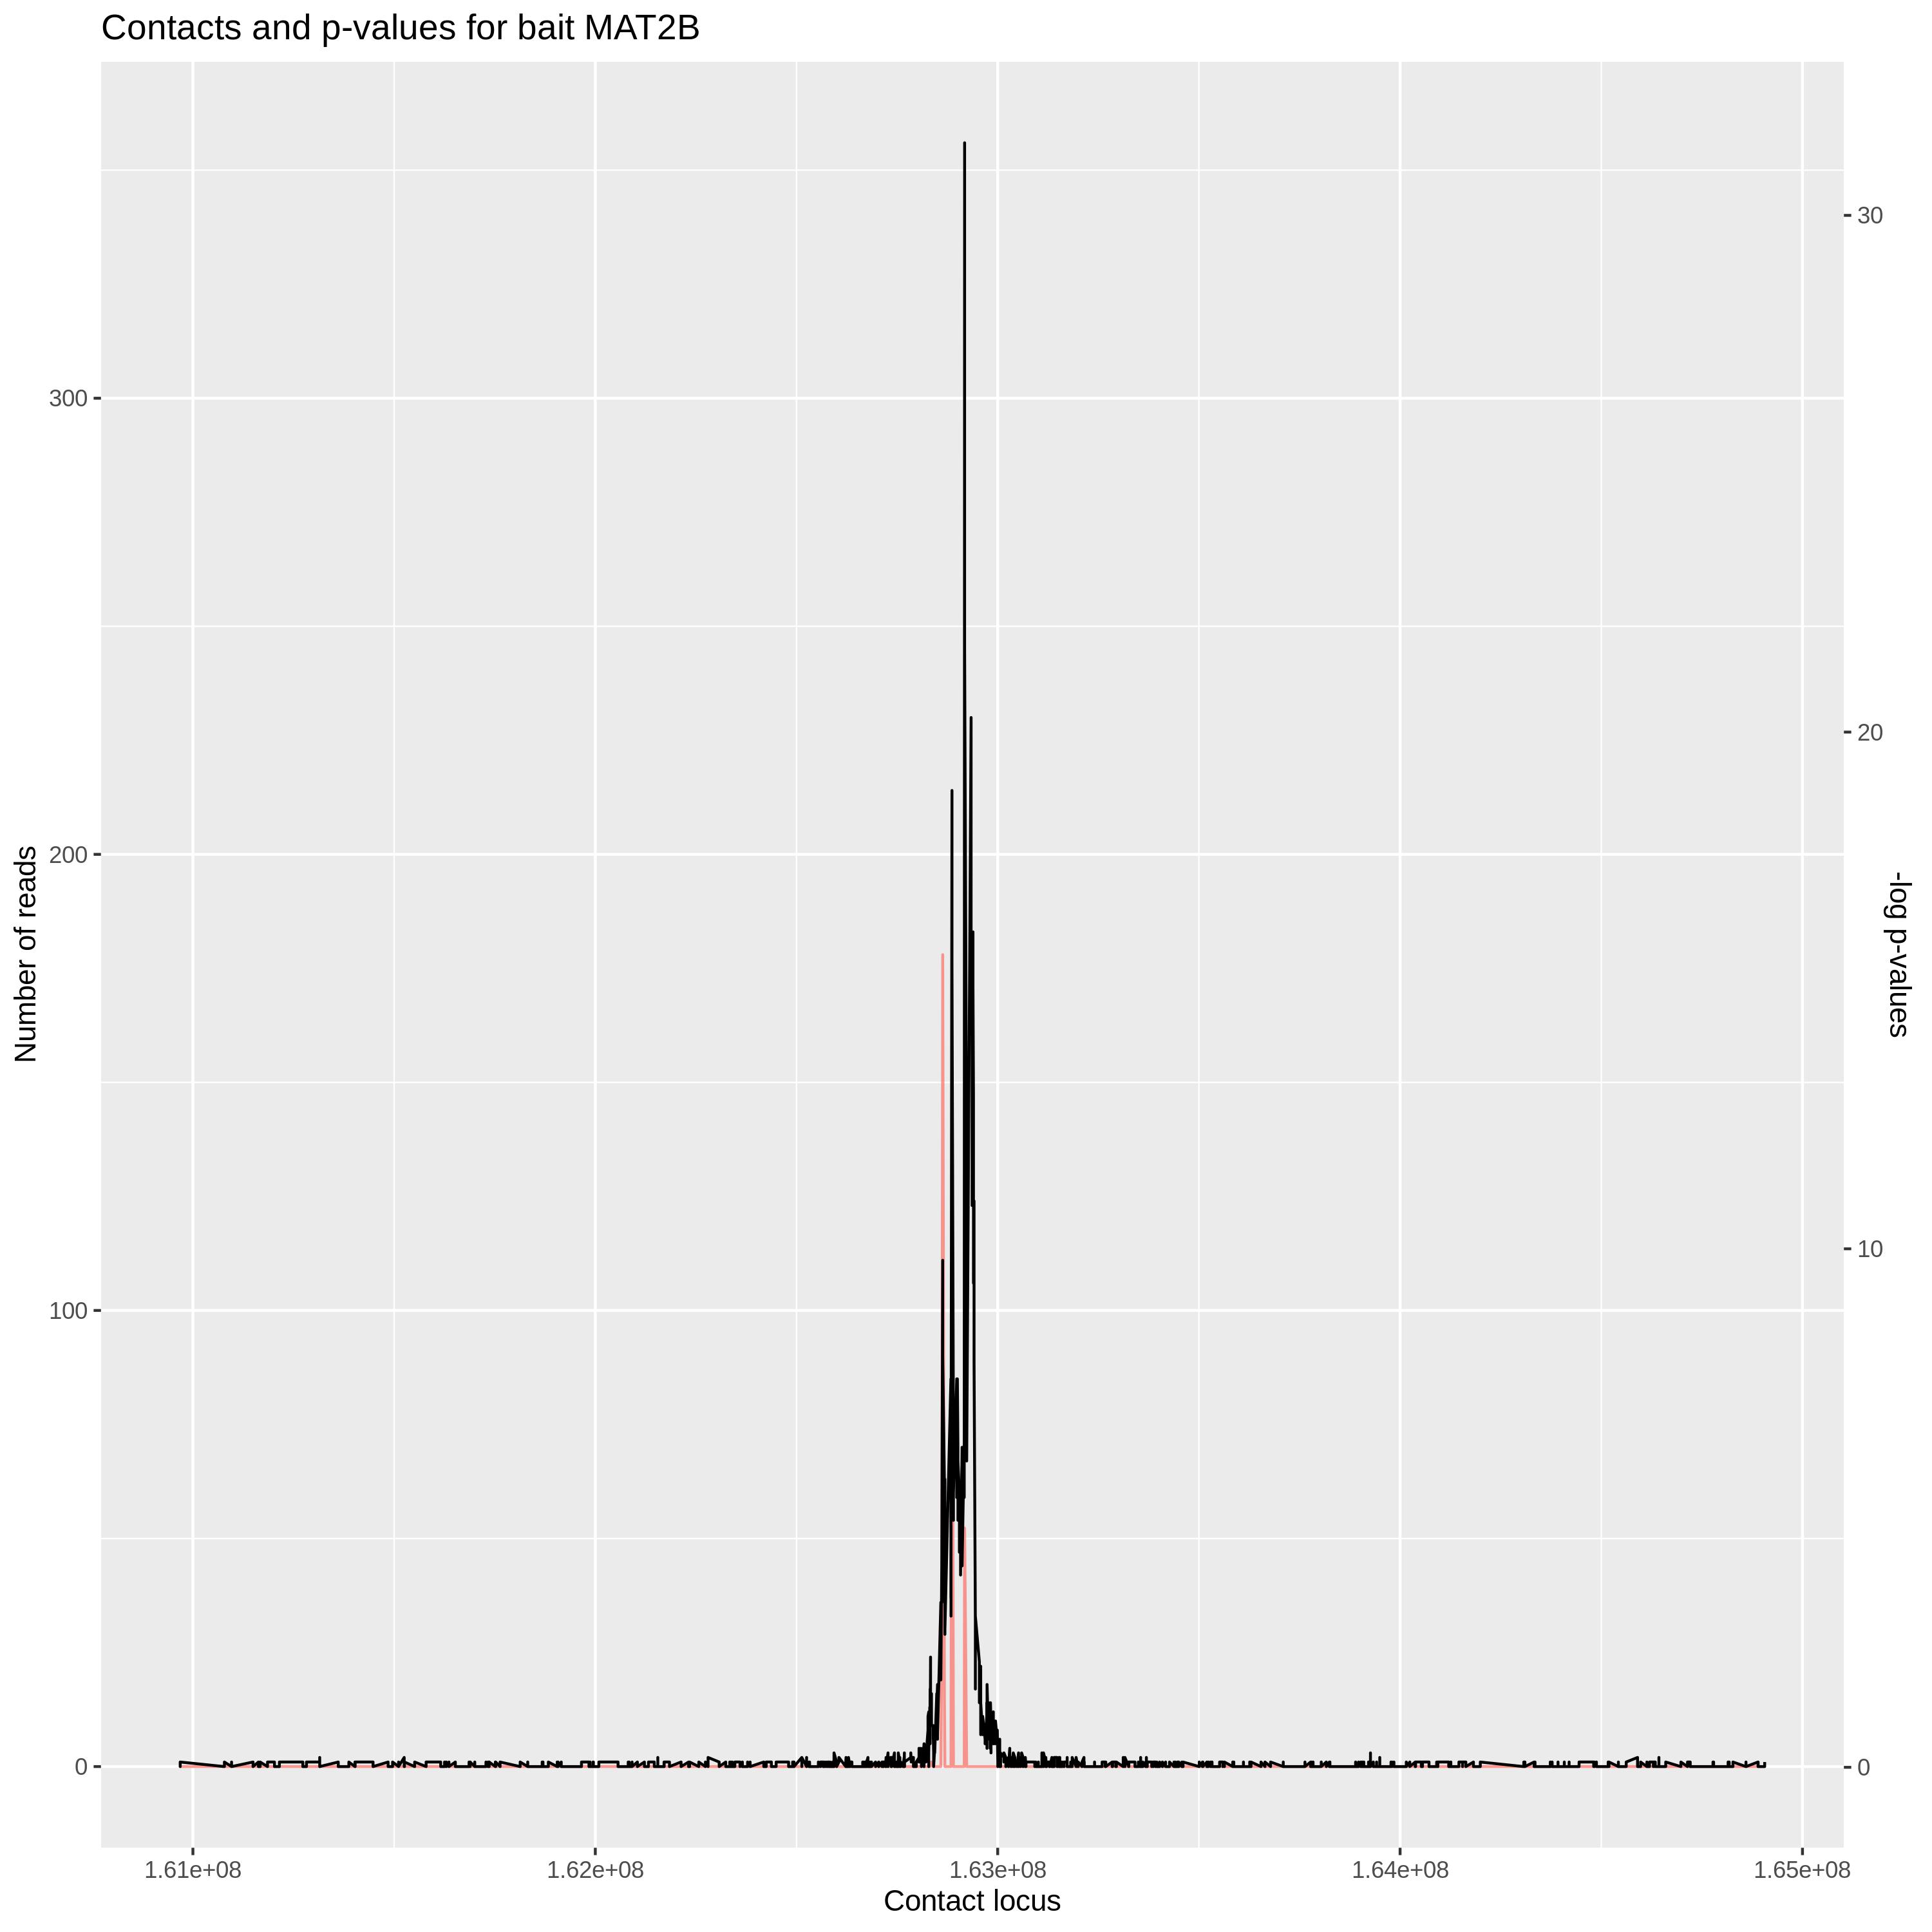 Contacts and p-values for bait MAT2B
Number of reads
300
200
100
0
30
20
10
0
-log p-values
1.61e+08
1.62e+08
1.63e+08
1.64e+08
1.65e+08
Contact locus